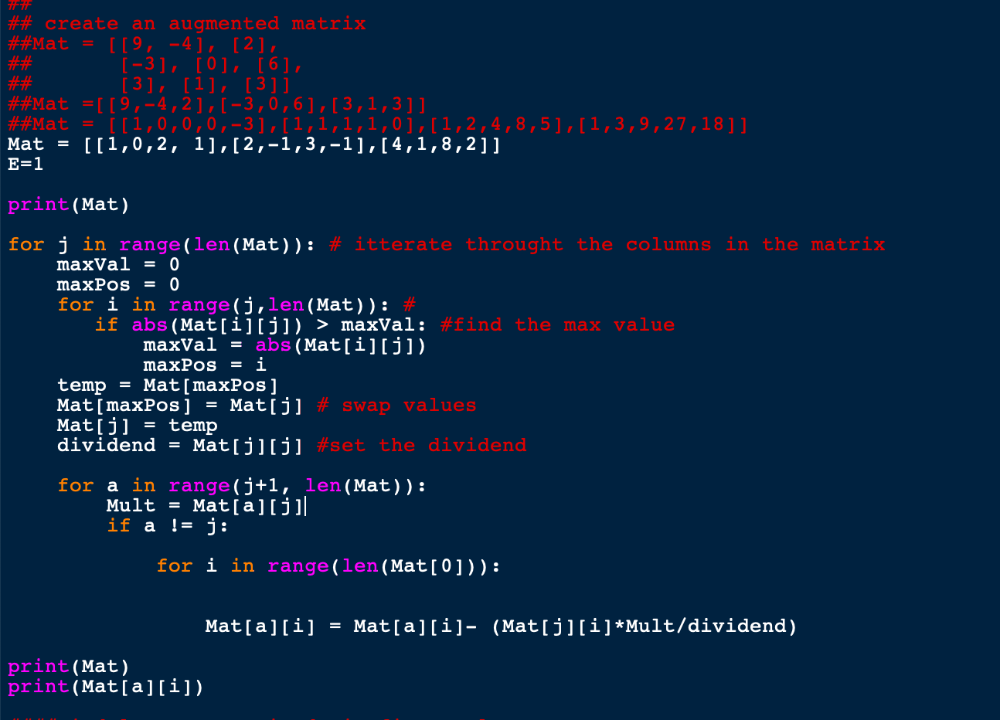 ##
## create an augmented matrix
##Mat = [[9, -4], [2],
##       [-3], [0], [6],
##       [3], [1], [3]]
##Mat =[[9,-4,2],[-3,0,6],[3,1,3]]
##Mat = [[1,0,0,0,-3],[1,1,1,1,0],[1,2,4,8,5],[1,3,9,27,18]]
Mat = [[1,0,2, 1],[2,-1,3,-1],[4,1,8,2]]
E=1
print(Mat)
for j in range(len(Mat)): # itterate throught the columns in the matrix
    maxVal = 0
    maxPos = 0
    for i in range(j,len(Mat)): #
       if abs(Mat[i][j]) > maxVal: #find the max value
           maxVal = abs(Mat[i][j])
           maxPos = i
    temp = Mat[maxPos]
    Mat[maxPos] = Mat[j] # swap values
    Mat[j] = temp
    dividend = Mat[j][j] #set the dividend
    for a in range(j+1, len(Mat)):
        Mult = Mat[a][j]
        if a != j:
            for i in range(len(Mat[0])):
                Mat[a][i] = Mat[a][i]- (Mat[j][i]*Mult/dividend)
print(Mat)
print(Mat[a][i])